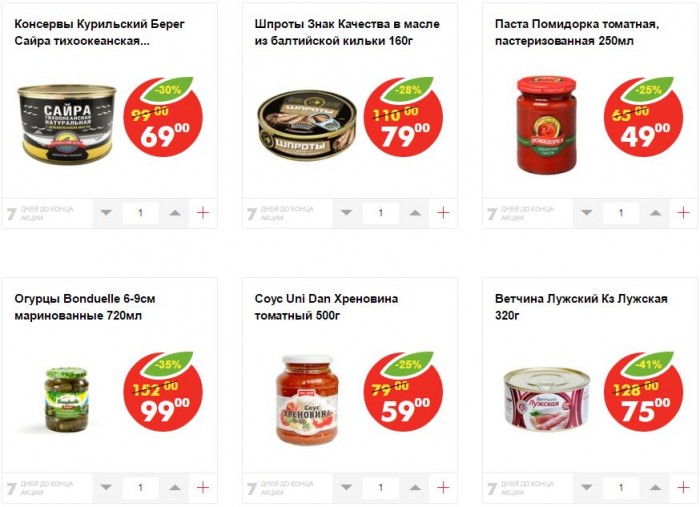 Консервы Курильский Берег
Сайра тихоокеанская...
САЙРА
ТИХООКЕАНСКАЯ
НАТУРАЛЬНАЯ
-30%
99 00
69 00
7 ДНЕЙ ДО КОНЦА
АКЦИИ
1
+
Шпроты Знак Качества в масле
из балтийской кильки 160г
ШПРОТЫ
ШПРОТЫ
-28%
110 00
79 00
7 ДНЕЙ ДО КОНЦА
АКЦИИ
1
+
Паста Помидорка томатная,
пастеризованная 250мл
ПОМИДОРКА
-25%
65 00
49 00
7 ДНЕЙ ДО КОНЦА
АКЦИИ
1
+
Огурцы Bonduelle 6-9см
маринованные 720мл
Bonduelle
-35%
152 00
99 00
7 ДНЕЙ ДО КОНЦА
АКЦИИ
1
+
Соус Uni Dan Хреновина
томатный 500г
Соус
ХРЕНОВИНА
-25%
79 00
59 00
7 ДНЕЙ ДО КОНЦА
АКЦИИ
1
+
Ветчина Лужский Кз Лужская
320г
Ветчина
Лужская
-41%
128 00
75 00
7 ДНЕЙ ДО КОНЦА
АКЦИИ
1
+